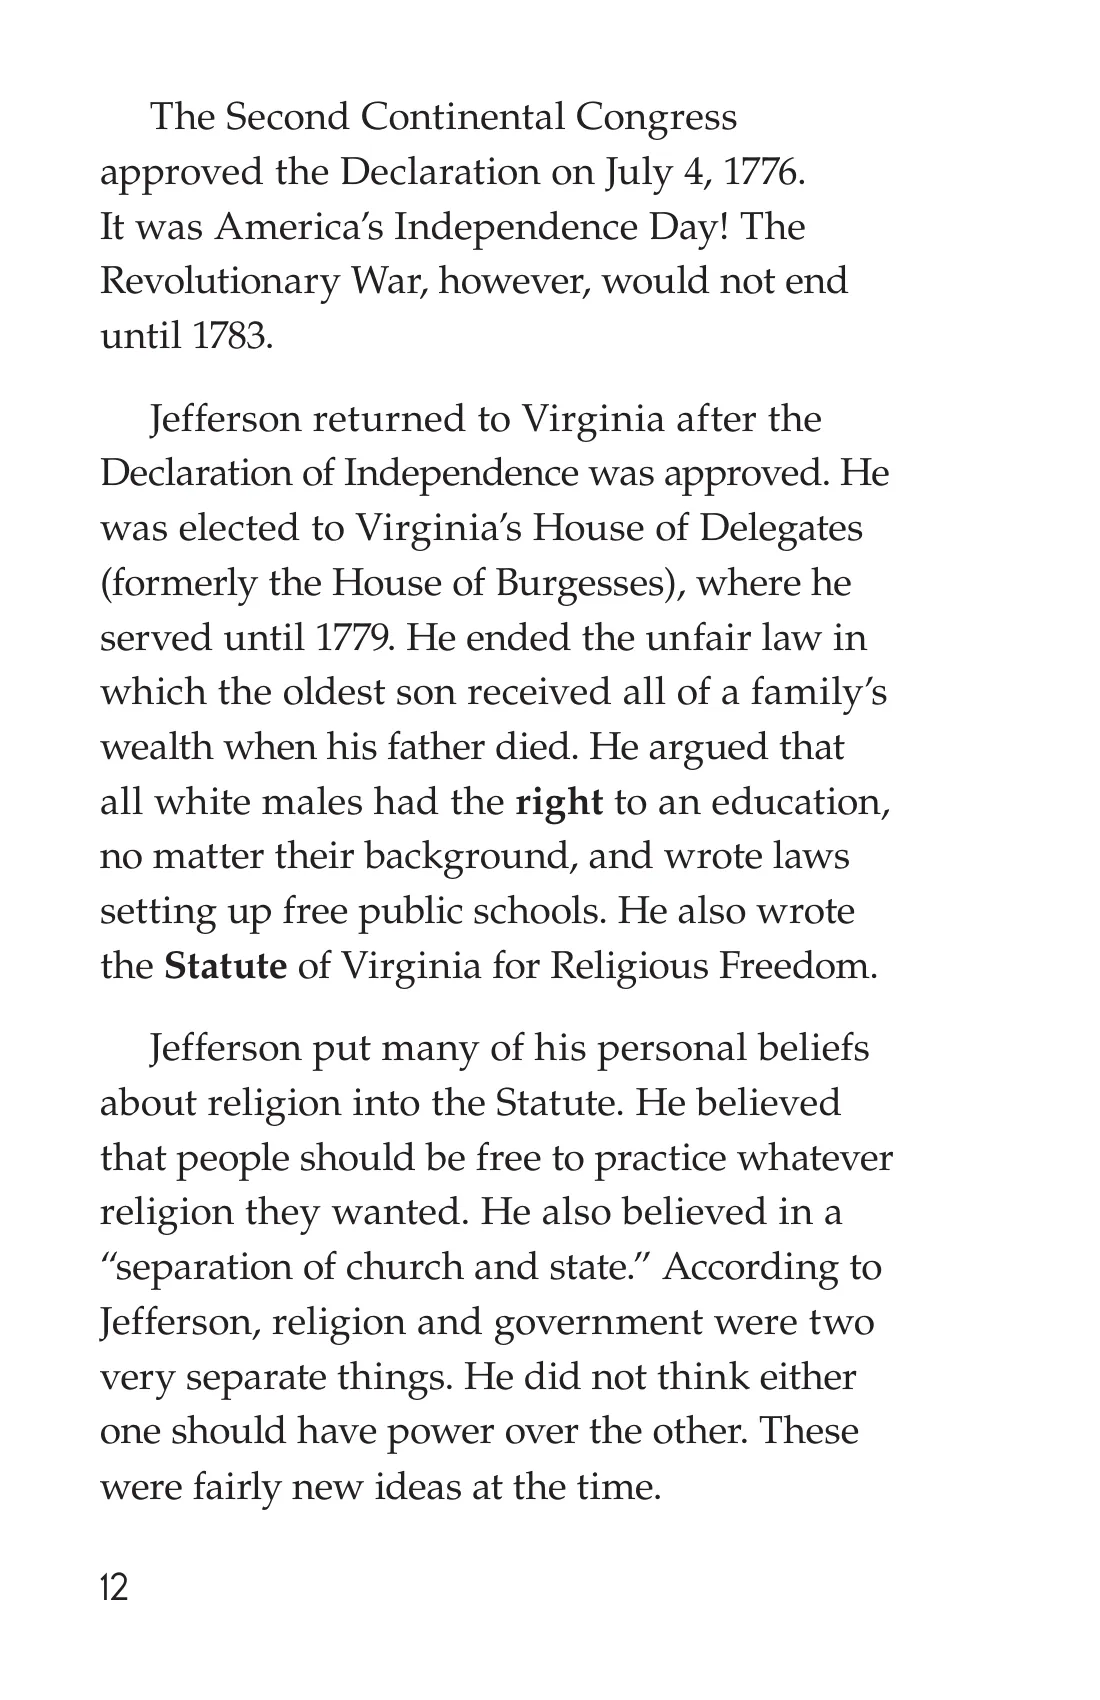 The Second Continental Congress
approved the Declaration on July 4, 1776.
It was America’s Independence Day! The
Revolutionary War, however, would not end
until 1783.
Jefferson returned to Virginia after the
Declaration of Independence was approved. He
was elected to Virginia’s House of Delegates
(formerly the House of Burgesses), where he
served until 1779. He ended the unfair law in
which the oldest son received all of a family’s
wealth when his father died. He argued that
all white males had the right to an education,
no matter their background, and wrote laws
setting up free public schools. He also wrote
the Statute of Virginia for Religious Freedom.
Jefferson put many of his personal beliefs
about religion into the Statute. He believed
that people should be free to practice whatever
religion they wanted. He also believed in a
“separation of church and state.” According to
Jefferson, religion and government were two
very separate things. He did not think either
one should have power over the other. These
were fairly new ideas at the time.
12